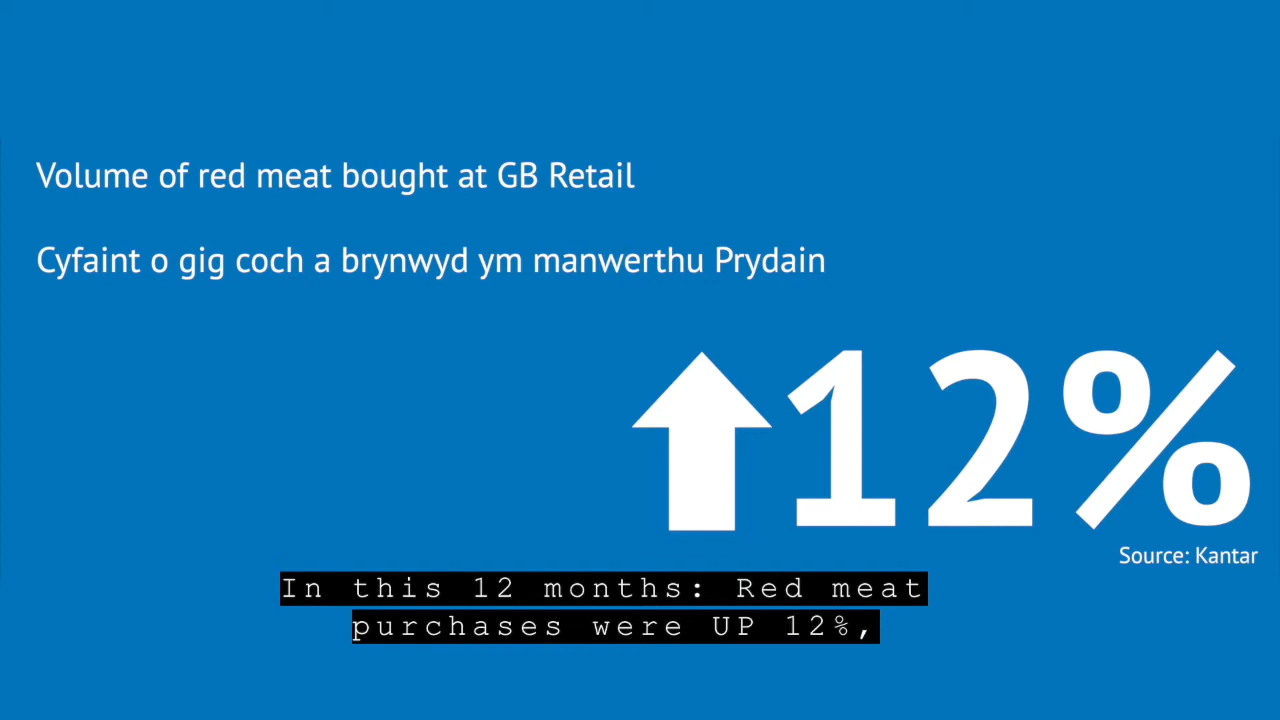 Volume of red meat bought at GB Retail
Cyfaint o gig coch a brynwyd ym manwerthu Prydain
12%
Source: Kantar
In this 12 months: Red meat
purchases were UP 12%,